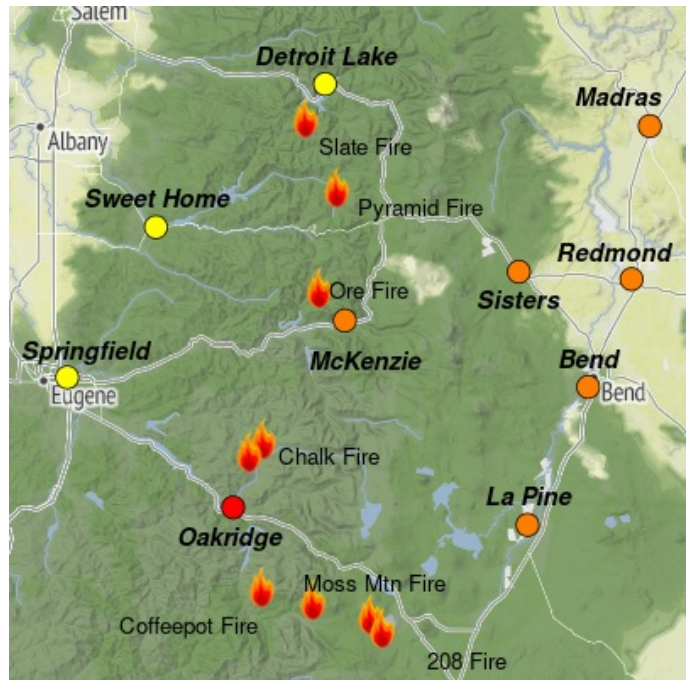 Salem
Detroit Lake
Madras
Albany
Slate Fire
Sweet Home
Pyramid Fire
Redmond
Ore Fire
Sisters
Springfield
McKenzie
Bend
Eugene
Bend
Chalk Fire
La Pine
Oakridge
Moss Mtn Fire
Coffeepot Fire
208 Fire